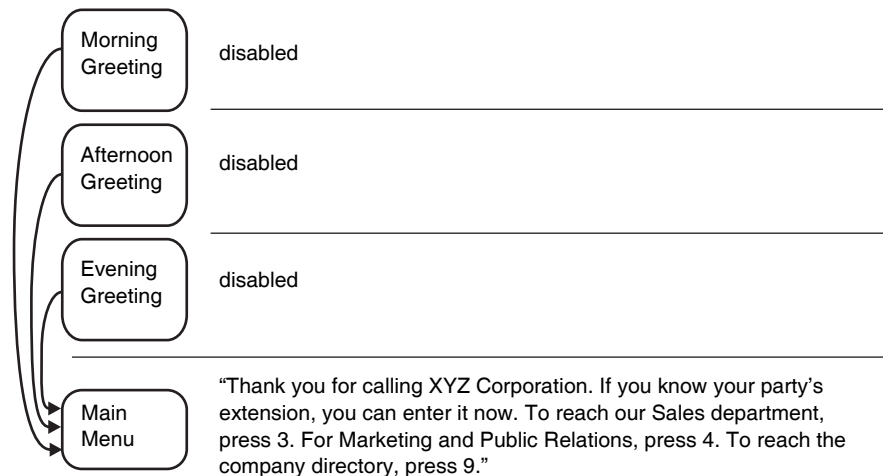 Morning
Greeting
disabled
Afternoon
Greeting
disabled
Evening
Greeting
disabled
Main
Menu
“Thank you for calling XYZ Corporation. If you know your party’s
extension, you can enter it now. To reach our Sales department,
press 3. For Marketing and Public Relations, press 4. To reach the
company directory, press 9.”